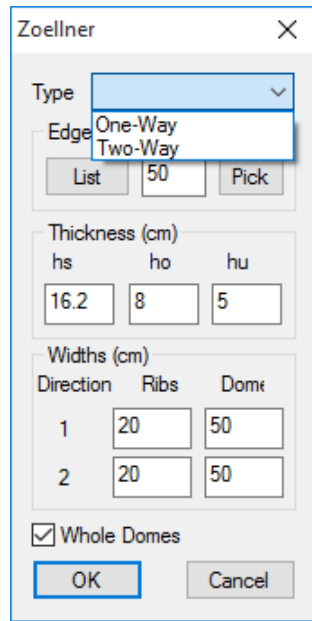 Zoellner
Type
One-Way
Edge
Two-Way
List 50 Pick
Thickness (cm)
hs ho hu
16.2 8 5
Widths (cm)
Direction Ribs Dome
1 20 50
2 20 50
Whole Domes
OK Cancel